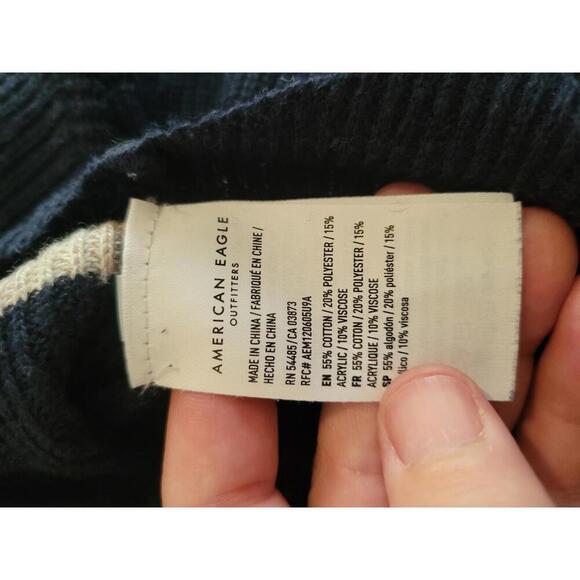 AMERICAN EAGLE
OUTFITTERS
MADE IN CHINA / FABRIQUÉ EN CHINE /
HECHO EN CHINA
RN 54485/CA 03873
RFC# AEM120605U9A
EN 55% COTTON / 20% POLYESTER / 15%
ACRYLIC / 10% VISCOSE
FR 55% COTON / 20% POLYESTER / 15%
ACRYLIQUE / 10% VISCOSE
SP 55% algodón / 20% poliéster / 15%
/ 10% viscosa